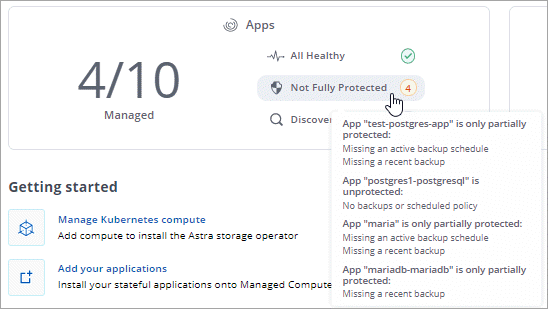 Apps
4/10
Managed
All Healthy
Not Fully Protected 4
Discover
App "test-postgres-app" is only partially
protected:
Missing an active backup schedule
Missing a recent backup
App "postgres1-postgresql" is
unprotected:
No backups or scheduled policy
App "maria" is only partially protected:
Missing an active backup schedule
Missing a recent backup
App "mariadb-mariadb" is only partially
protected:
Missing a recent backup
Getting started
Manage Kubernetes compute
Add compute to install the Astra storage operator
Add your applications
Install your stateful applications onto Managed Compute